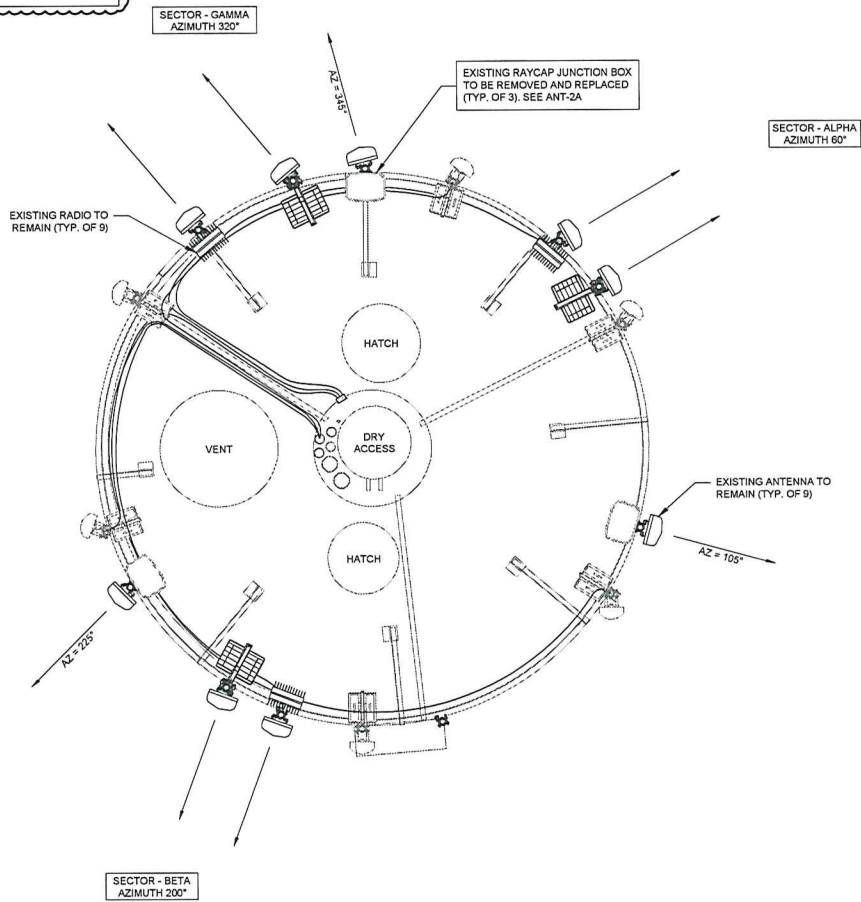 SECTOR - GAMMA
AZIMUTH 320°
AZ = 345°
EXISTING RAYCAP JUNCTION BOX
TO BE REMOVED AND REPLACED
(TYP. OF 3). SEE ANT-2A
SECTOR - ALPHA
AZIMUTH 60°
EXISTING RADIO TO
REMAIN (TYP. OF 9)
HATCH
VENT
DRY
ACCESS
EXISTING ANTENNA TO
REMAIN (TYP. OF 9)
HATCH
AZ = 105°
AZ = 225°
SECTOR - BETA
AZIMUTH 200°